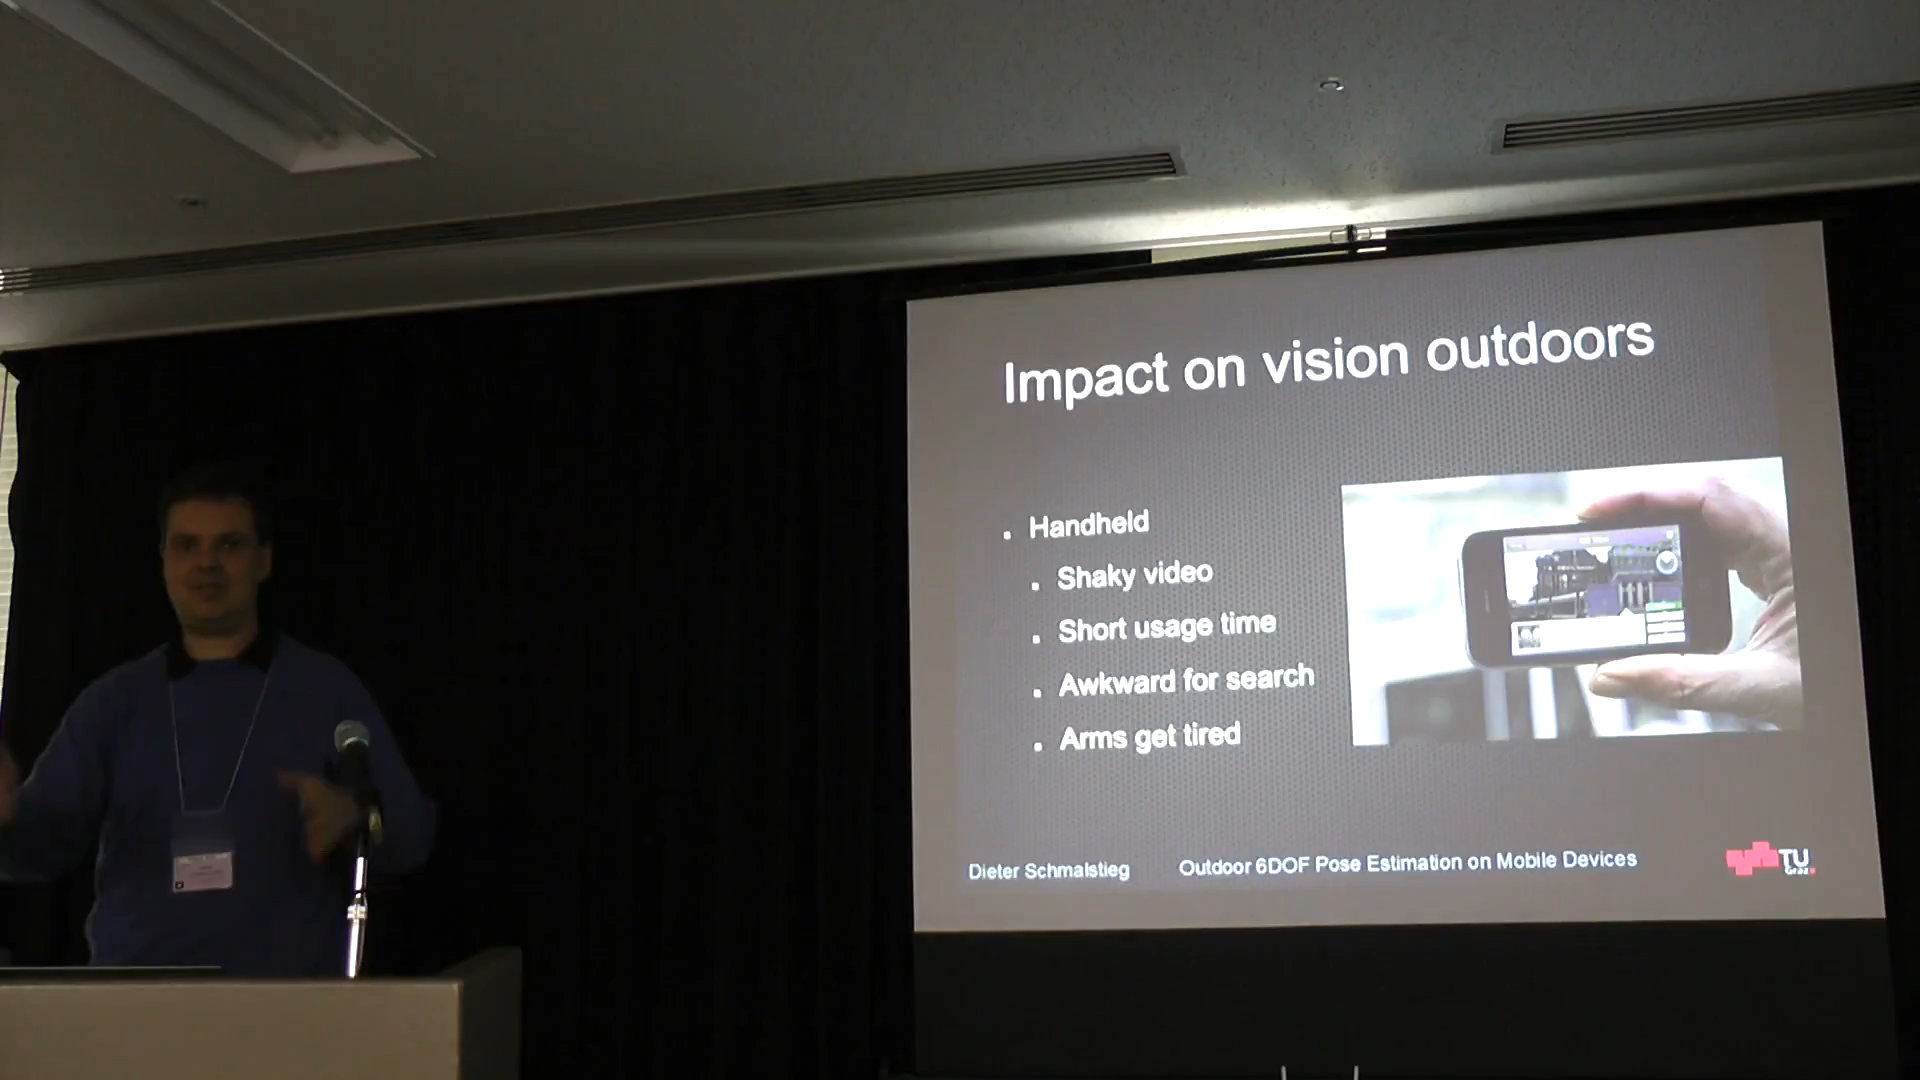 Impact on vision outdoors
Handheld
Shaky video
Short usage time
Awkward for search
Arms get tired
Dieter Schmalstieg
Outdoor 6DOF Pose Estimation on Mobile Devices
TU
Graz